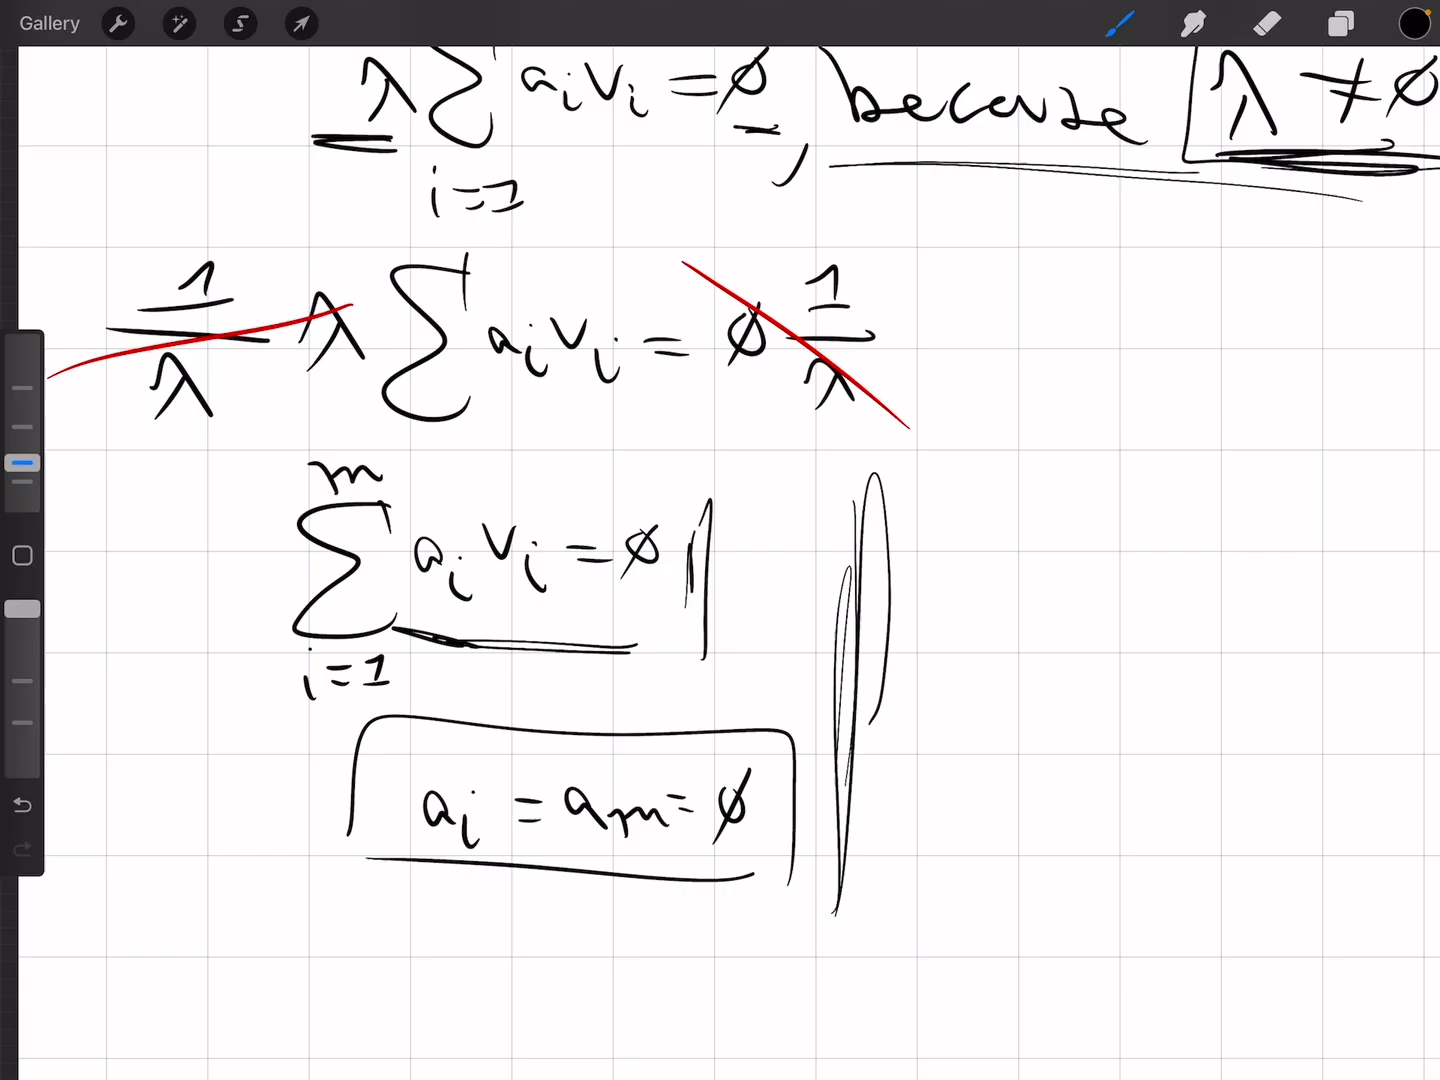 Gallery
λ∑ aᵢvᵢ = ∅, because λ ≠ ∅
i=1
1/λ λ ∑ aᵢvᵢ = ∅ 1/λ
m
∑ aᵢvᵢ = ∅
i=1
aᵢ = aₘ = ∅